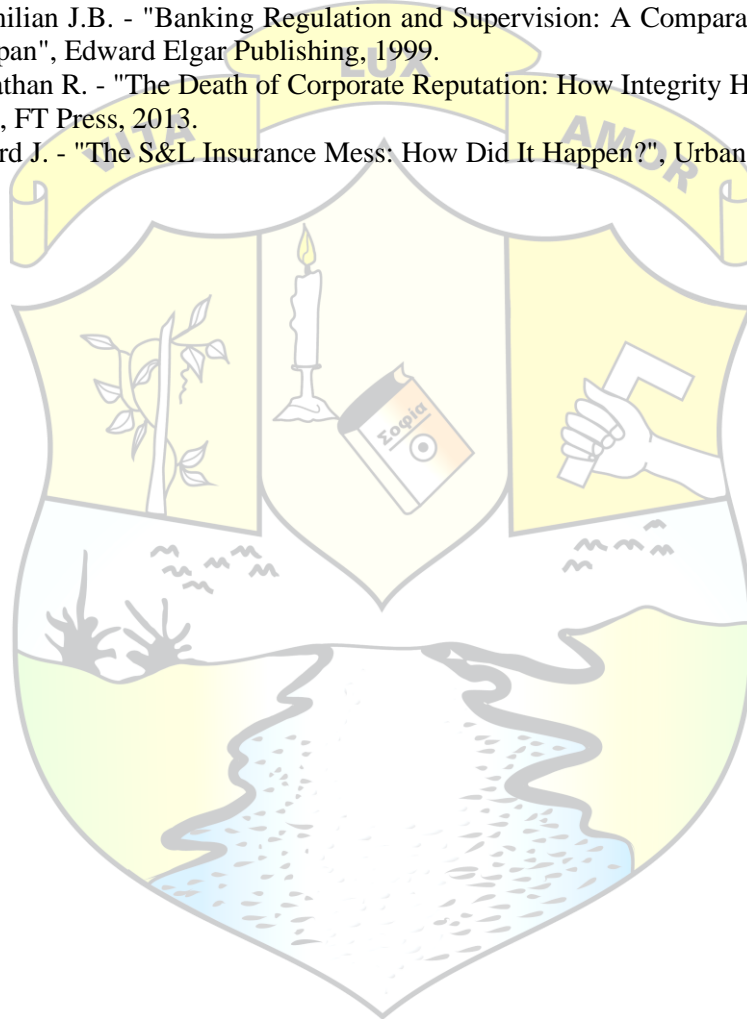 milian J.B. - "Banking Regulation and Supervision: A Compara
pan", Edward Elgar Publishing, 1999.
athan R. - "The Death of Corporate Reputation: How Integrity H
, FT Press, 2013.
rd J. - "The S&L Insurance Mess: How Did It Happen?", Urban
LUX
VITA
AMOR
Σοφία